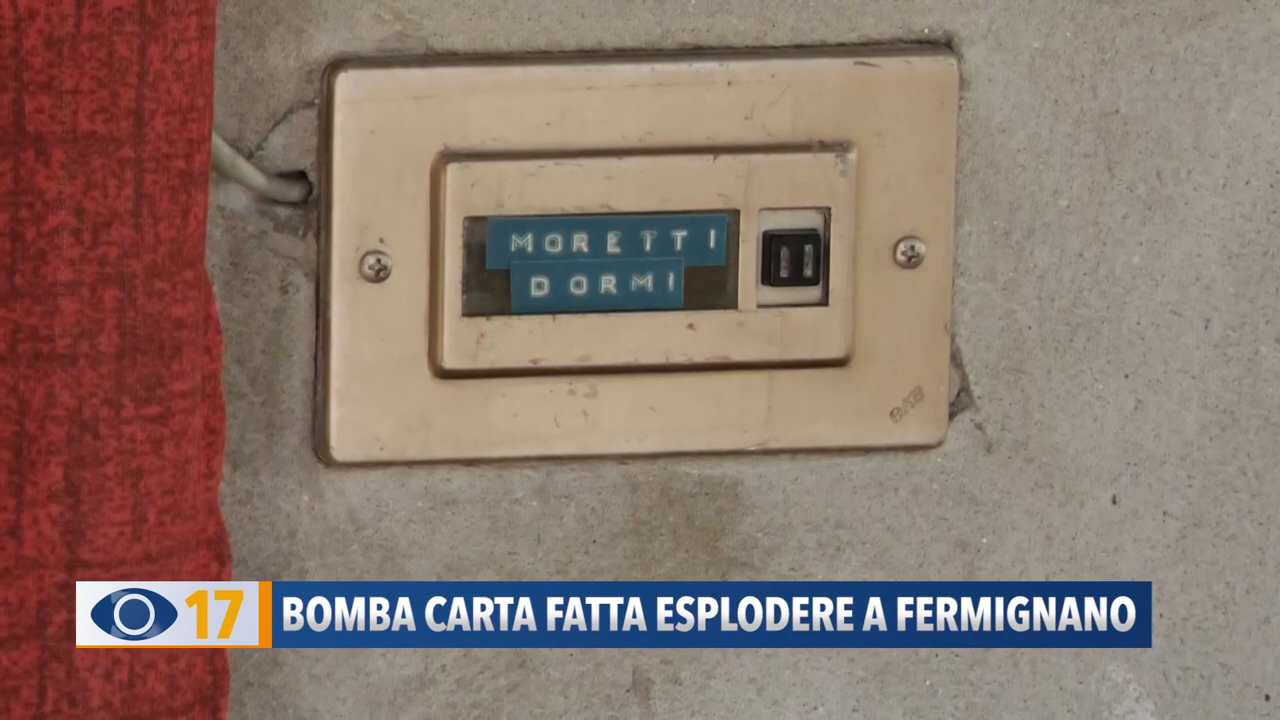 MORETTI
DORMI
17 BOMBA CARTA FATTA ESPLODERE A FERMIGNANO